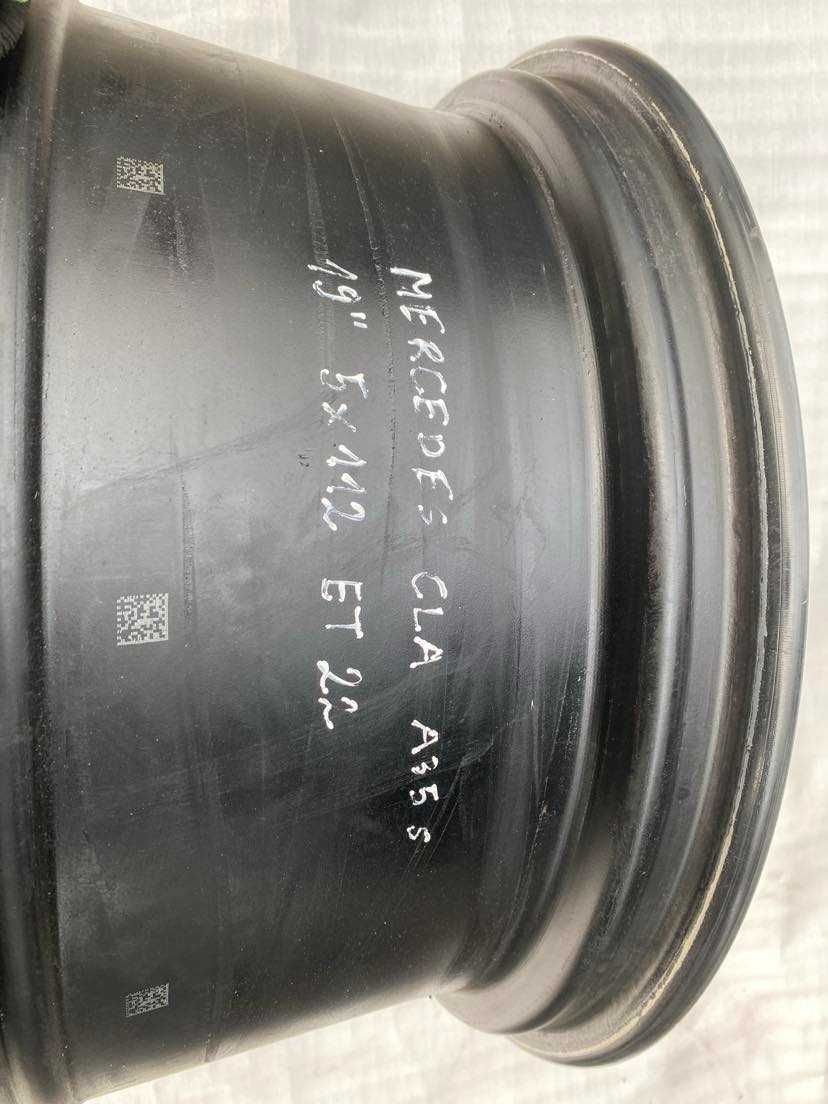 MERCEDES CLA A35 S
19" 5x112 ET 22